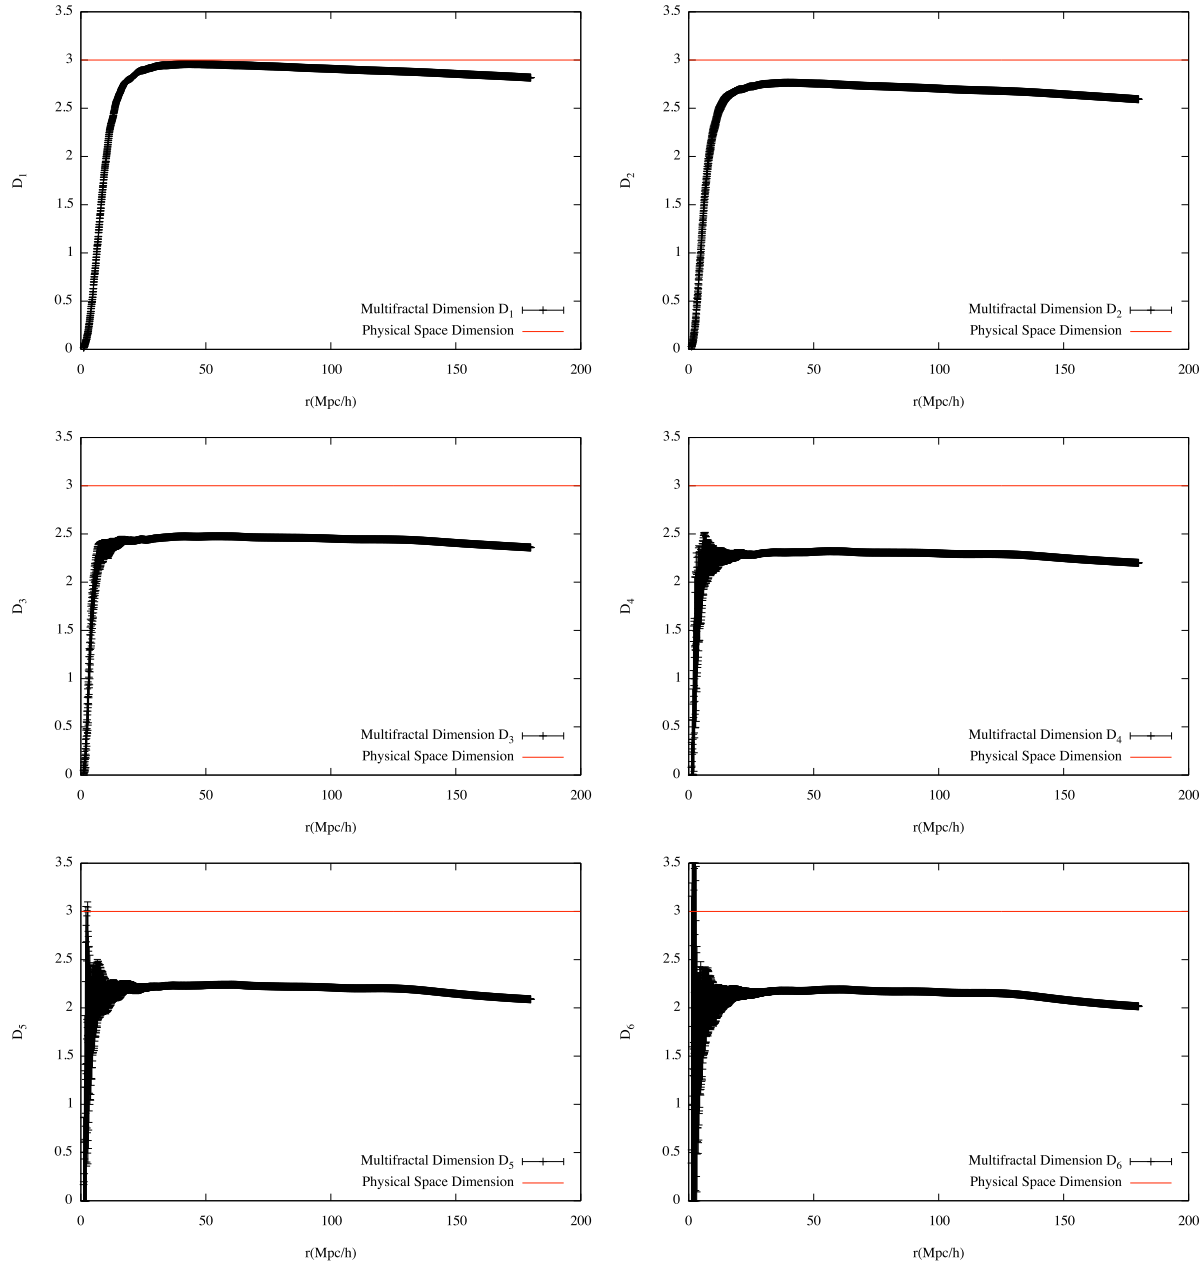 3.5
3
2.5
2
1.5
1
0.5
0
D1
Multifractal Dimension D1
Physical Space Dimension
0 50 100 150 200
r(Mpc/h)
3.5
3
2.5
2
1.5
1
0.5
0
D2
Multifractal Dimension D2
Physical Space Dimension
0 50 100 150 200
r(Mpc/h)
3.5
3
2.5
2
1.5
1
0.5
0
D3
Multifractal Dimension D3
Physical Space Dimension
0 50 100 150 200
r(Mpc/h)
3.5
3
2.5
2
1.5
1
0.5
0
D4
Multifractal Dimension D4
Physical Space Dimension
0 50 100 150 200
r(Mpc/h)
3.5
3
2.5
2
1.5
1
0.5
0
D5
Multifractal Dimension D5
Physical Space Dimension
0 50 100 150 200
r(Mpc/h)
3.5
3
2.5
2
1.5
1
0.5
0
D6
Multifractal Dimension D6
Physical Space Dimension
0 50 100 150 200
r(Mpc/h)